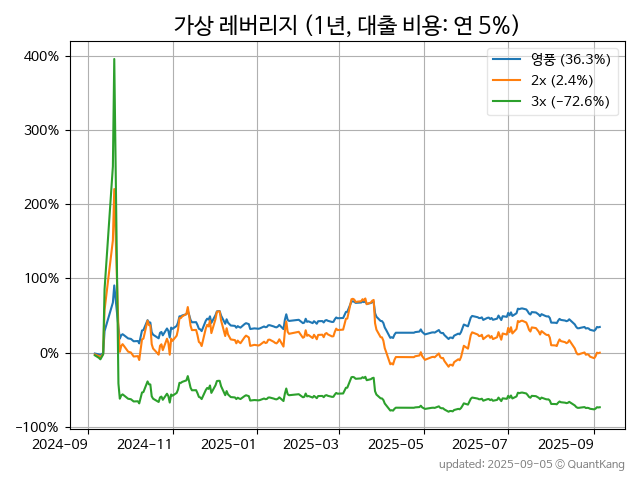 가상 레버리지 (1년, 대출 비용: 연 5%)
영풍 (36.3%)
2x (2.4%)
3x (−72.6%)
400%
300%
200%
100%
0%
−100%
2024-09
2024-11
2025-01
2025-03
2025-05
2025-07
2025-09
updated: 2025-09-05 © QuantKang